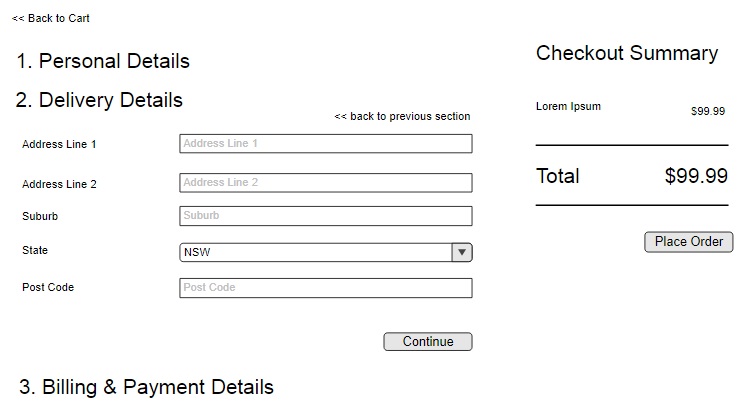 << Back to Cart
1. Personal Details
2. Delivery Details
<< back to previous section
Address Line 1 Address Line 1
Address Line 2 Address Line 2
Suburb Suburb
State NSW
Post Code Post Code
Continue
3. Billing & Payment Details
Checkout Summary
Lorem Ipsum $99.99
Total $99.99
Place Order